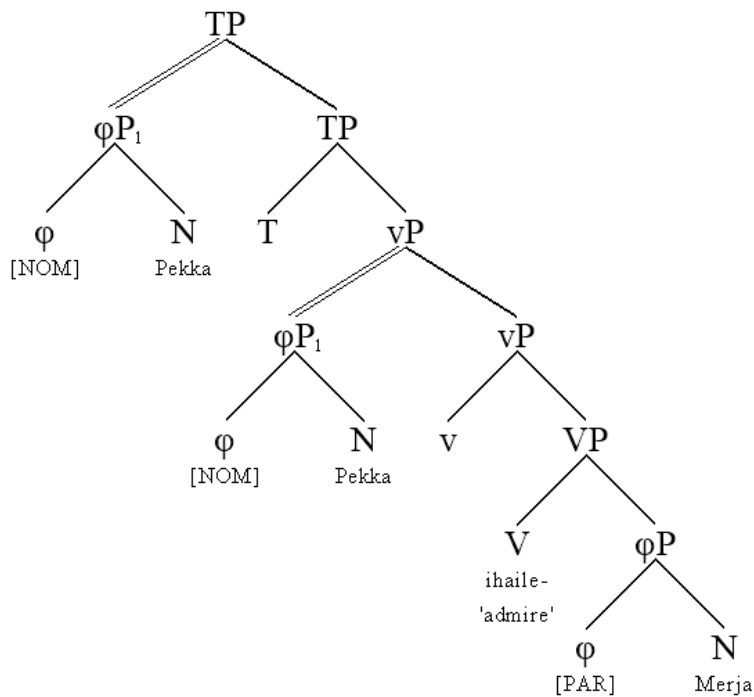 TP
φP₁ TP
φ N T vP
[NOM] Pekka
φP₁ vP
φ N v VP
[NOM] Pekka
V φP
ihaile-
'admire'
φ N
[PAR] Merja